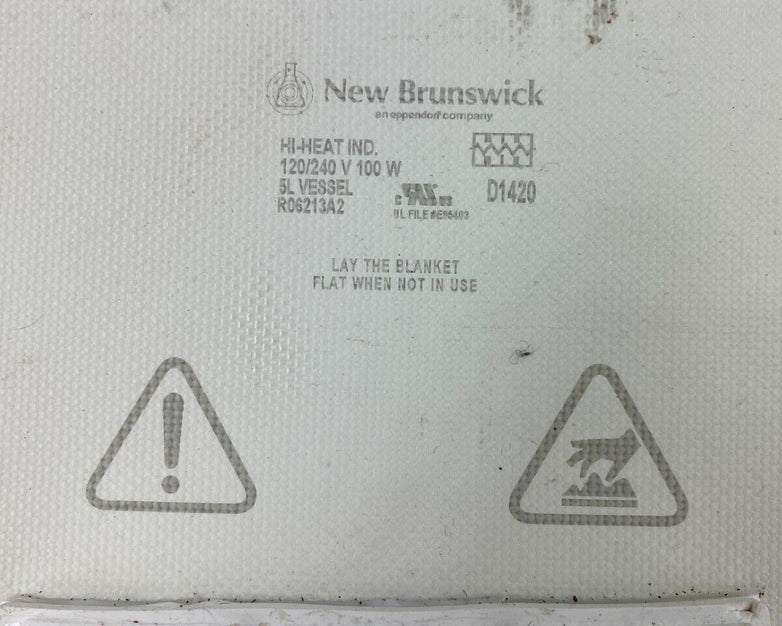 New Brunswick
an eppendorf company
HI-HEAT IND.
120/240 V 100 W
5L VESSEL
R06213A2
D1420
c us
UL FILE #E95403
LAY THE BLANKET
FLAT WHEN NOT IN USE